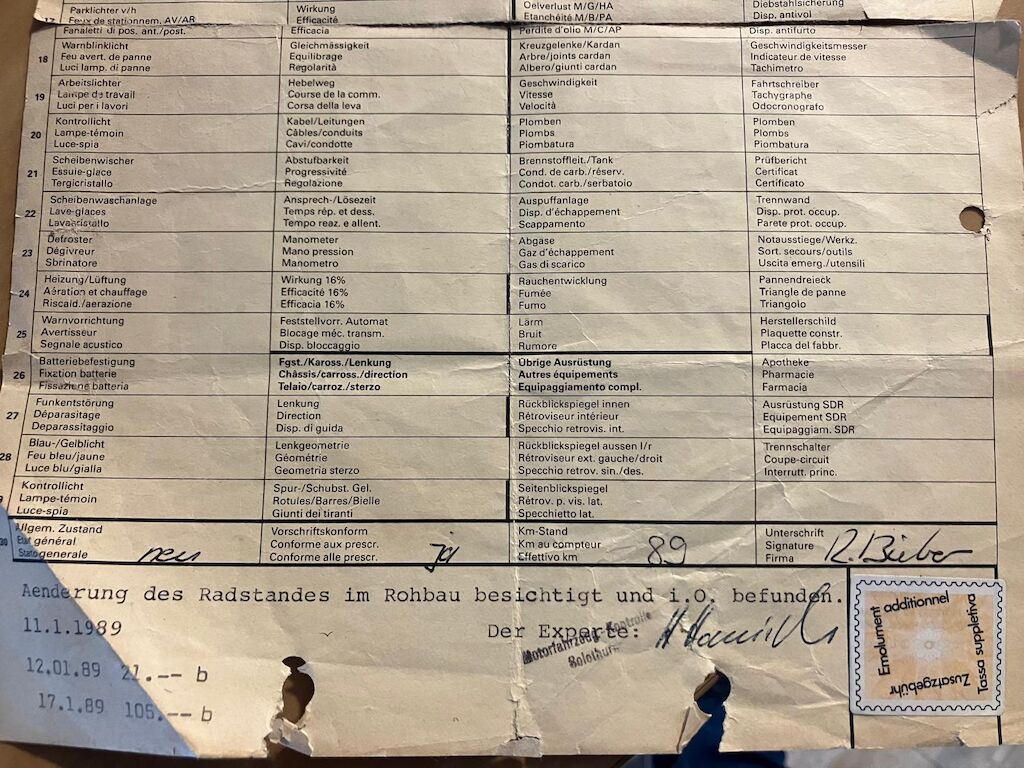 Parklichter v/h
17 Feux de stationnem. AV/AR
Fanaletti di pos. ant./post.
Wirkung
Efficacité
Efficacia
Oelverlust M/G/HA
Etanchéité M/B/PA
Perdite d'olio M/C/AP
Diebstahlsicherung
Disp. antivol
Disp. antifurto
18 Warnblinklicht
Feu avert. de panne
Luci lamp. di panne
Gleichmässigkeit
Equilibrage
Regolarità
Kreuzgelenke/Kardan
Arbre/joints cardan
Albero/giunti cardan
Geschwindigkeitsmesser
Indicateur de vitesse
Tachimetro
19 Arbeitslichter
Lampe de travail
Luci per i lavori
Hebelweg
Course de la comm.
Corsa della leva
Geschwindigkeit
Vitesse
Velocità
Fahrtschreiber
Tachygraphe
Odocronografo
20 Kontrollicht
Lampe-témoin
Luce-spia
Kabel/Leitungen
Câbles/conduits
Cavi/condotte
Plomben
Plombs
Piombatura
Plomben
Plombs
Piombatura
21 Scheibenwischer
Essuie-glace
Tergicristallo
Abstufbarkeit
Progressivité
Regolazione
Brennstoffleit./Tank
Cond. de carb./réserv.
Condot. carb./serbatoio
Prüfbericht
Certificat
Certificato
22 Scheibenwaschanlage
Lave-glaces
Lavacristallo
Ansprech-/Lösezeit
Temps rép. et dess.
Tempo reaz. e allent.
Auspuffanlage
Disp. d'échappement
Scappamento
Trennwand
Disp. prot. occup.
Parete prot. occup.
23 Defroster
Dégivreur
Sbrinatore
Manometer
Mano pression
Manometro
Abgase
Gaz d'échappement
Gas di scarico
Notausstiege/Werkz.
Sort. secours/outils
Uscita emerg./utensili
24 Heizung/Lüftung
Aération et chauffage
Riscald./aerazione
Wirkung 16%
Efficacité 16%
Efficacia 16%
Rauchentwicklung
Fumée
Fumo
Pannendreieck
Triangle de panne
Triangolo
25 Warnvorrichtung
Avertisseur
Segnale acustico
Feststellvorr. Automat
Blocage méc. transm.
Disp. bloccaggio
Lärm
Bruit
Rumore
Herstellerschild
Plaquette constr.
Placca del fabbr.
26 Batteriebefestigung
Fixtion batterie
Fissazione batteria
Fgst./Kaross./Lenkung
Châssis/carross./direction
Telaio/carroz./sterzo
Übrige Ausrüstung
Autres équipements
Equipaggiamento compl.
Apotheke
Pharmacie
Farmacia
27 Funkentstörung
Déparasitage
Deparassitaggio
Lenkung
Direction
Disp. di guida
Rückblickspiegel innen
Rétroviseur intérieur
Specchio retrovis. int.
Ausrüstung SDR
Equipement SDR
Equipaggiam. SDR
28 Blau-/Gelblicht
Feu bleu/jaune
Luce blu/gialla
Lenkgeometrie
Géométrie
Geometria sterzo
Rückblickspiegel aussen l/r
Rétroviseur ext. gauche/droit
Specchio retrov. sin./des.
Trennschalter
Coupe-circuit
Interrutt. princ.
Kontrollicht
Lampe-témoin
Luce-spia
Spur-/Schubst. Gel.
Rotules/Barres/Bielle
Giunti dei tiranti
Seitenblickspiegel
Rétrov. p. vis. lat.
Specchietto lat.
30 Allgem. Zustand
Etat général
Stato generale
neu
Vorschriftskonform
Conforme aux prescr.
Conforme alle prescr.
ja
Km-Stand
Km au compteur
Effettivo km
89
Unterschrift
Signature
Firma
R. Bieber
Aenderung des Radstandes im Rohbau besichtigt und i.O. befunden.
11.1.1989
Der Experte:
Motorfahrzeug-Kontrolle
Solothurn
12.01.89 21.-- b
17.1.89 105.-- b
Emolument additionnel
Tassa suppletiva
Zusatzgebühr